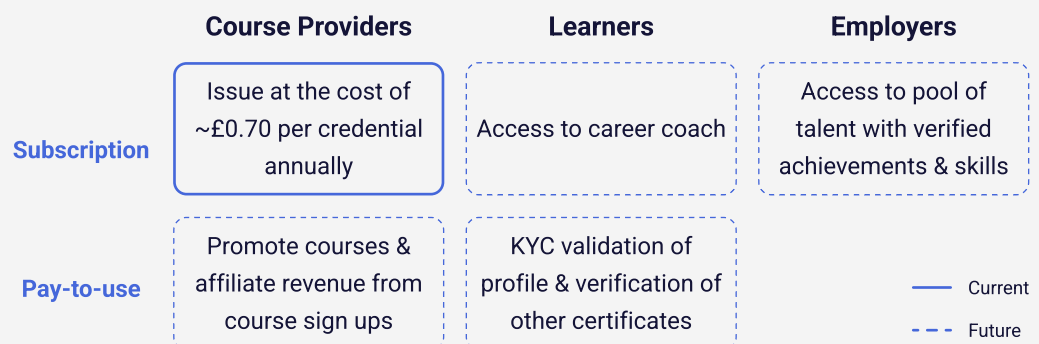 Course Providers
Learners
Employers
Subscription
Issue at the cost of
~£0.70 per credential
annually
Access to career coach
Access to pool of
talent with verified
achievements & skills
Pay-to-use
Promote courses &
affiliate revenue from
course sign ups
KYC validation of
profile & verification of
other certificates
Current
Future